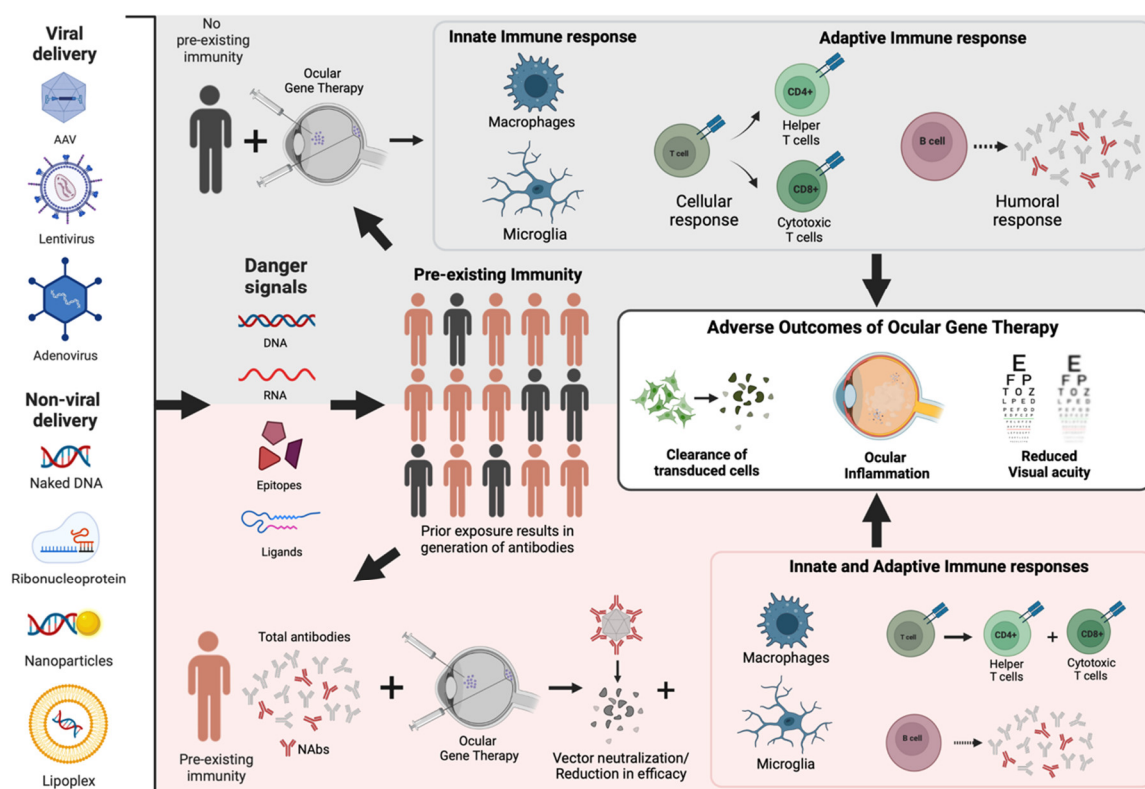 Viral
delivery
AAV
Lentivirus
Adenovirus
Non-viral
delivery
Naked DNA
Ribonucleoprotein
Nanoparticles
Lipoplex
No
pre-existing
immunity
Ocular
Gene Therapy
Innate Immune response
Macrophages
Microglia
Adaptive Immune response
T cell
Cellular
response
CD4+
Helper
T cells
CD8+
Cytotoxic
T cells
B cell
Humoral
response
Danger
signals
DNA
RNA
Epitopes
Ligands
Pre-existing Immunity
Prior exposure results in
generation of antibodies
Adverse Outcomes of Ocular Gene Therapy
Clearance of
transduced cells
Ocular
Inflammation
E
F P
T O Z
L P E D
P E C F D
E
F P
T O Z
L P E D
Reduced
Visual acuity
Pre-existing
immunity
Total antibodies
NAbs
Ocular
Gene Therapy
Vector neutralization/
Reduction in efficacy
Innate and Adaptive Immune responses
Macrophages
Microglia
T cell
CD4+
Helper
T cells
CD8+
Cytotoxic
T cells
B cell